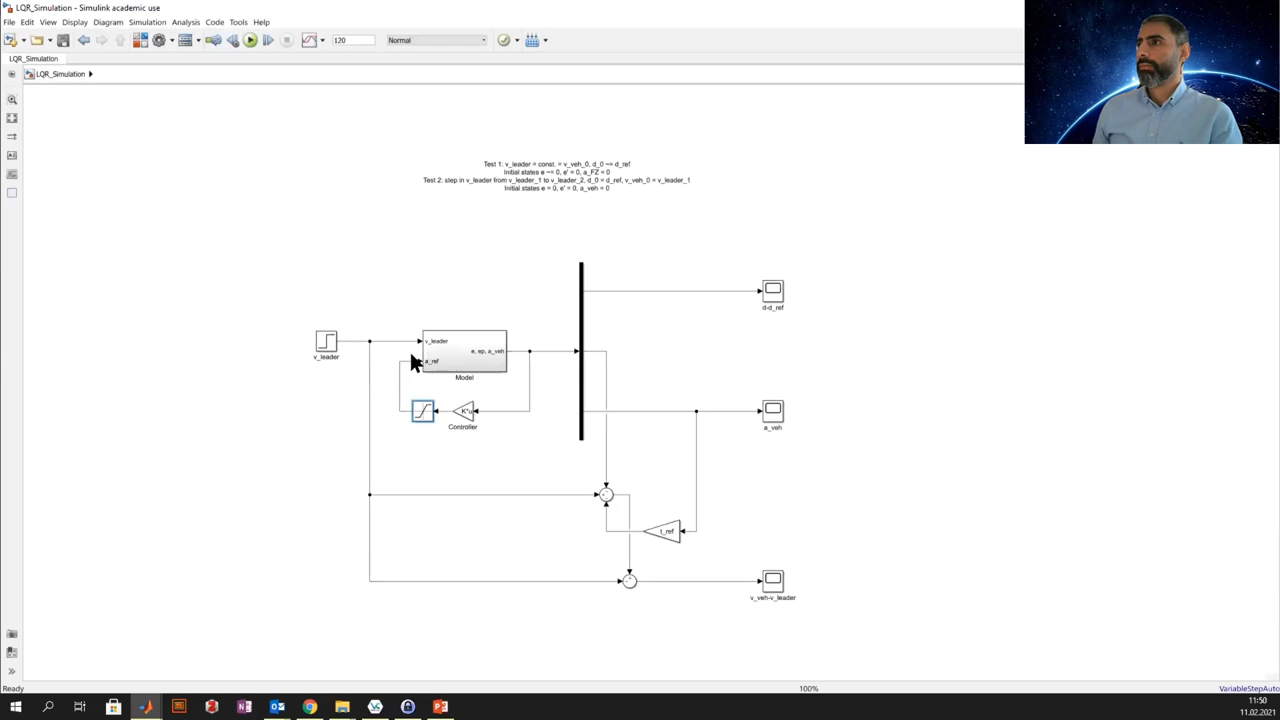 LQR_Simulation - Simulink academic use
File Edit View Display Diagram Simulation Analysis Code Tools Help
120 Normal
LQR_Simulation
LQR_Simulation
Test 1: v_leader = const. = v_veh_0, d_0 ~= d_ref
Initial states e ~= 0, e' = 0, a_FZ = 0
Test 2: step in v_leader from v_leader_1 to v_leader_2, d_0 = d_ref, v_veh_0 = v_leader_1
Initial states e = 0, e' = 0, a_veh = 0
d-d_ref
v_leader
v_leader
e, ep, a_veh
a_ref
Model
K*u
Controller
a_veh
t_ref
v_veh-v_leader
Ready 100% VariableStepAuto
11:50
11.02.2021